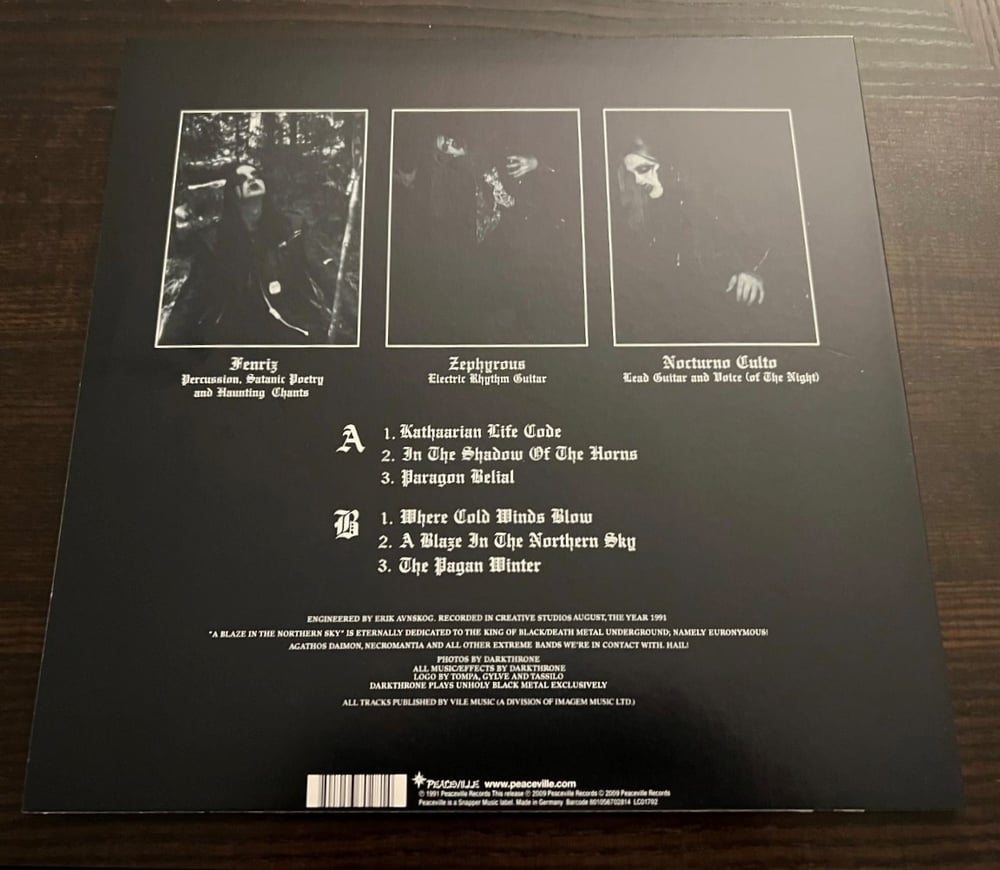 Fenriz
Percussion, Satanic Poetry
and Haunting Chants
Zephyrous
Electric Rhythm Guitar
Nocturno Culto
Lead Guitar and Voice (of The Night)
A
1. Kathaarian Life Code
2. In The Shadow Of The Horns
3. Paragon Belial
B
1. Where Cold Winds Blow
2. A Blaze In The Northern Sky
3. The Pagan Winter
ENGINEERED BY ERIK AVNSKOG. RECORDED IN CREATIVE STUDIOS AUGUST, THE YEAR 1991
"A BLAZE IN THE NORTHERN SKY" IS ETERNALLY DEDICATED TO THE KING OF BLACK/DEATH METAL UNDERGROUND; NAMELY EURONYMOUS!
AGATHOS DAIMON, NECROMANTIA AND ALL OTHER EXTREME BANDS WE'RE IN CONTACT WITH. HAIL!
PHOTOS BY DARKTHRONE
ALL MUSIC/EFFECTS BY DARKTHRONE
LOGO BY TOMPA, GYLVE AND TASSILO
DARKTHRONE PLAYS UNHOLY BLACK METAL EXCLUSIVELY
ALL TRACKS PUBLISHED BY VILE MUSIC (A DIVISION OF IMAGEM MUSIC LTD.)
PEACEVILLE www.peaceville.com
℗ 1991 Peaceville Records This release ℗ 2009 Peaceville Records © 2009 Peaceville Records
Peaceville is a Snapper Music label. Made in Germany Barcode 801056702814 LC01702